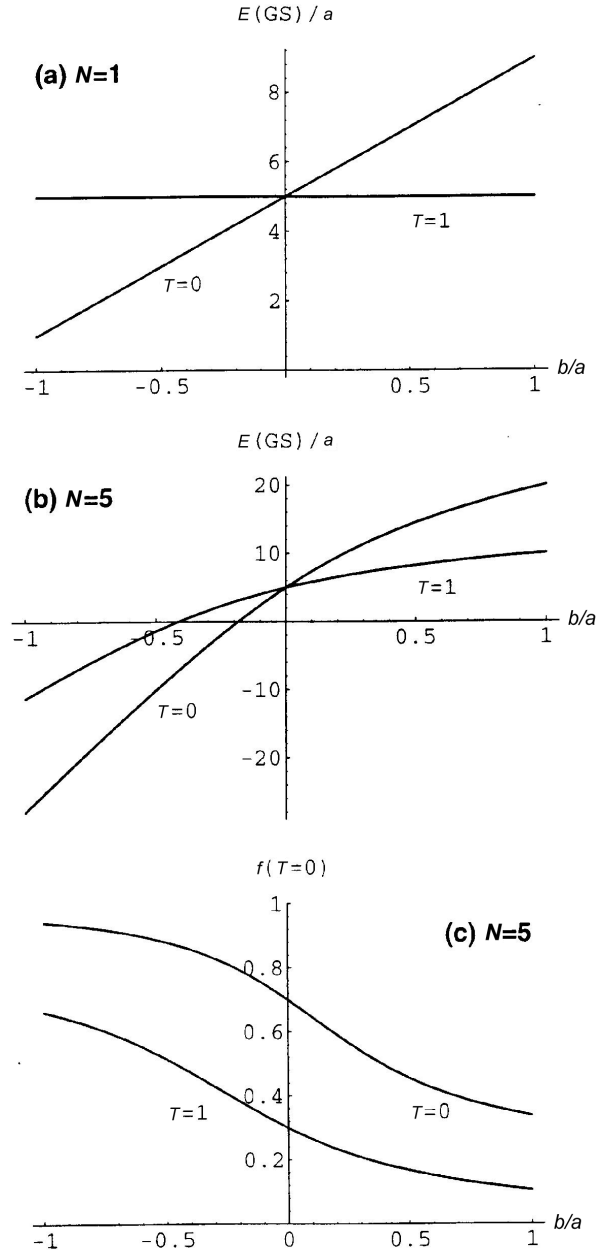 E(GS)/a
(a) N=1
8
6
4
2
T=1
T=0
-1 -0.5 0.5 1 b/a
E(GS)/a
(b) N=5
20
10
T=1
-1 -0.5 0.5 1 b/a
-10
T=0
-20
f(T=0)
1
(c) N=5
0.8
0.6
0.4
T=1 T=0
0.2
-1 -0.5 0 0.5 1 b/a